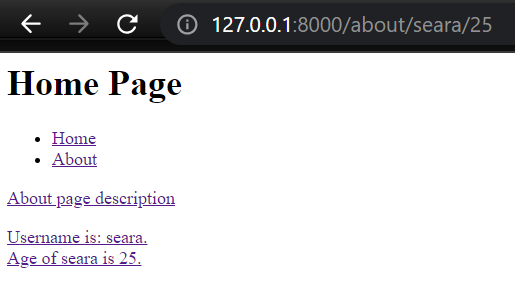 127.0.0.1:8000/about/seara/25
Home Page
Home
About
About page description
Username is: seara.
Age of seara is 25.